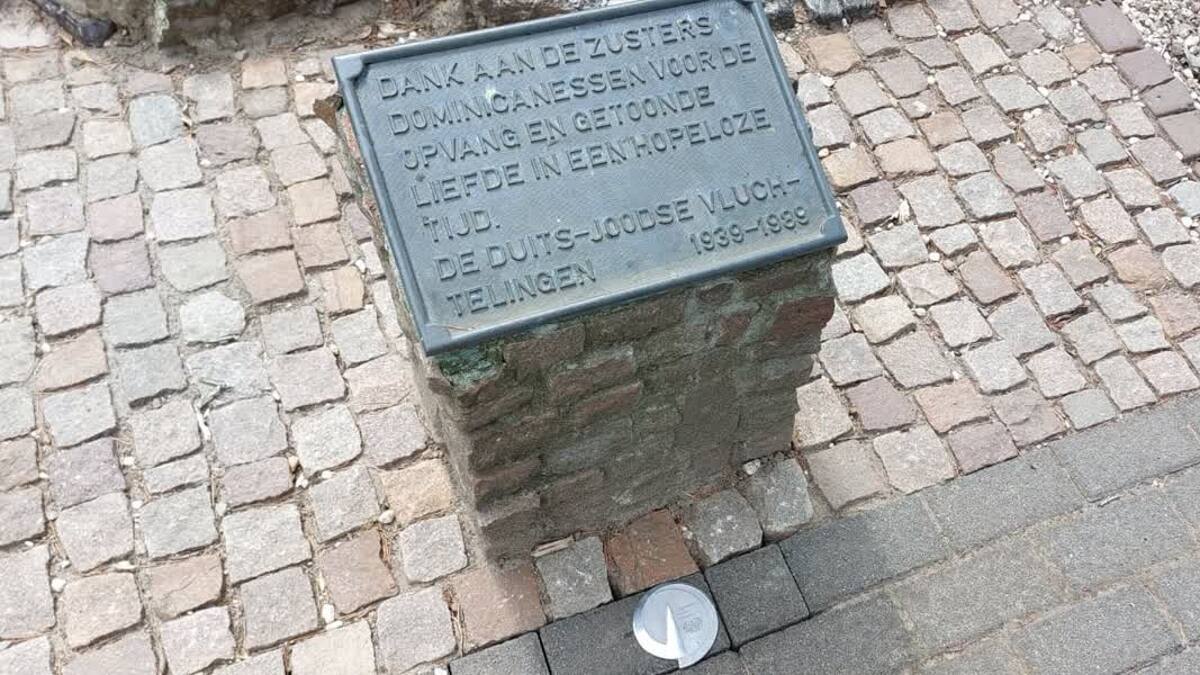 DANK AAN DE ZUSTERS
DOMINICANESSEN VOOR DE
OPVANG EN GETOONDE
LIEFDE IN EEN HOPELOZE
TIJD.
DE DUITS-JOODSE VLUCH-
TELINGEN 1939-1989